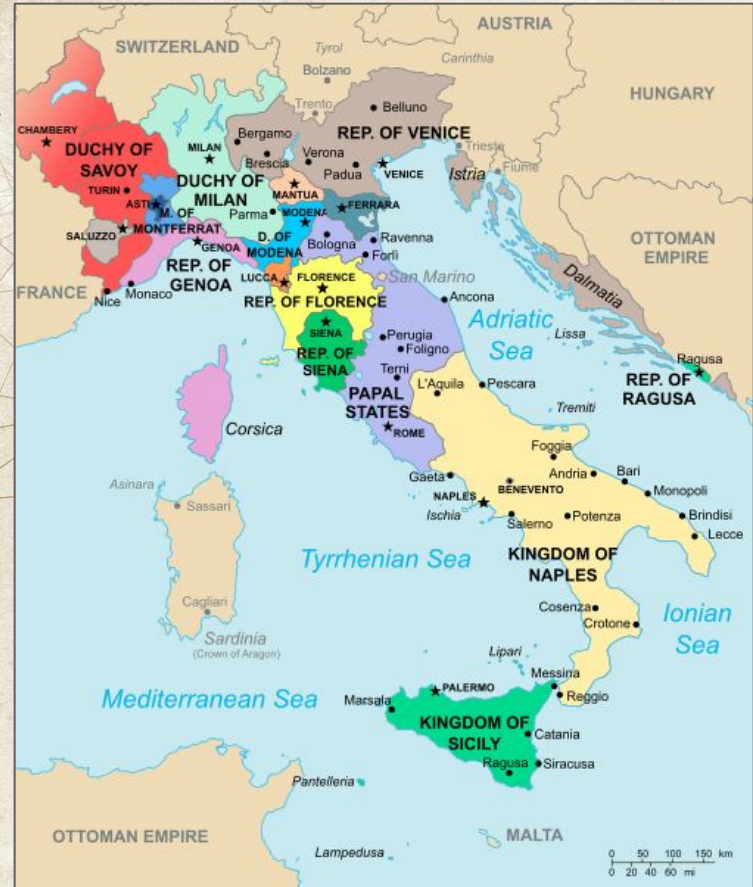 AUSTRIA
SWITZERLAND
Tyrol
Bolzano
Carinthia
HUNGARY
Trento
Belluno
CHAMBERY
Bergamo
REP. OF VENICE
DUCHY OF
SAVOY
MILAN
Brescia
Verona
Padua
VENICE
Trieste
Fiume
Istria
TURIN
DUCHY OF
MILAN
MANTUA
ASTI
M. OF
MONTFERRAT
Parma
MODENA
FERRARA
SALUZZO
GENOA
D. OF
MODENA
Bologna
Ravenna
Forlì
REP. OF
GENOA
LUCCA
FLORENCE
San Marino
OTTOMAN
EMPIRE
FRANCE
Nice
Monaco
REP. OF FLORENCE
Ancona
Dalmatia
SIENA
REP. OF
SIENA
Perugia
Foligno
Adriatic
Sea
Lissa
Ragusa
Terni
L'Aquila
Pescara
REP. OF
RAGUSA
PAPAL
STATES
Tremiti
Corsica
ROME
Foggia
Gaeta
BENEVENTO
Andria
Bari
Asinara
Sassari
NAPLES
Ischia
Monopoli
Salerno
Potenza
Brindisi
Lecce
Tyrrhenian Sea
KINGDOM OF
NAPLES
Cagliari
Cosenza
Crotone
Ionian
Sea
Sardinia
(Crown of Aragon)
Lipari
Messina
Mediterranean Sea
Marsala
PALERMO
Reggio
KINGDOM OF
SICILY
Catania
Ragusa
Siracusa
Pantelleria
OTTOMAN EMPIRE
MALTA
Lampedusa
0 50 100 150 km
0 20 40 60 mi